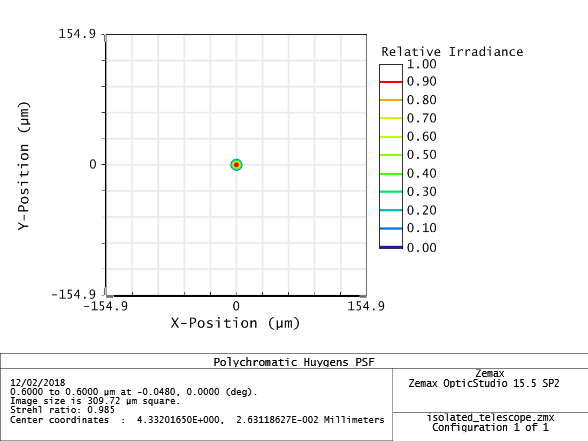 154.9
0
-154.9
Y-Position (µm)
-154.9 0 154.9
X-Position (µm)
Relative Irradiance
1.00
0.90
0.80
0.70
0.60
0.50
0.40
0.30
0.20
0.10
0.00
Polychromatic Huygens PSF
12/02/2018
0.6000 to 0.6000 µm at -0.0480, 0.0000 (deg).
Image size is 309.72 µm square.
Strehl ratio: 0.985
Center coordinates : 4.33201650E+000, 2.63118627E-002 Millimeters
Zemax
Zemax OpticStudio 15.5 SP2
isolated_telescope.zmx
Configuration 1 of 1